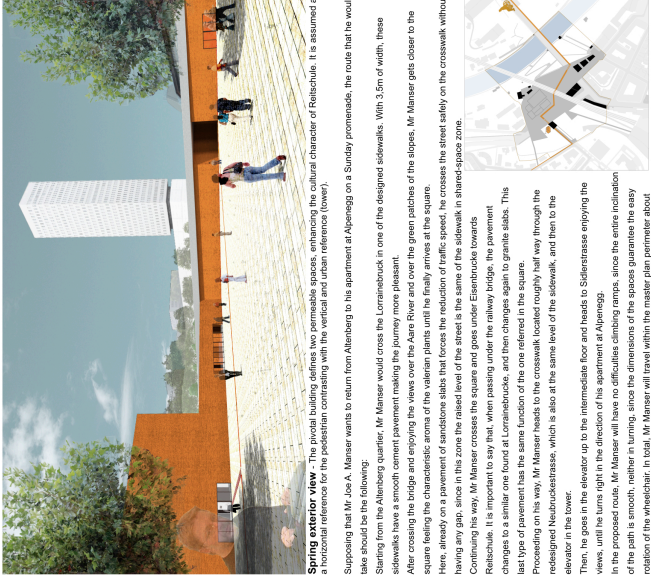 Spring exterior view - The pivotal building defines two permeable spaces, enhancing the cultural character of Reitschule. It is assumed a
a horizontal reference for the pedestrian contrasting with the vertical and urban reference (tower).
Supposing that Mr Joe A. Manser wants to return from Altenberg to his apartment at Alpenegg on a Sunday promenade, the route that he wou
take should be the following:
Starting from the Altenberg quartier, Mr Manser would cross the Lorrainebruck in one of the designed sidewalks. With 3,5m of width, these
sidewalks have a smooth cement pavement making the journey more pleasant.
After crossing the bridge and enjoying the views over the Aare River and over the green patches of the slopes, Mr Manser gets closer to the
square feeling the characteristic aroma of the valerian plants until he finally arrives at the square.
Here, already on a pavement of sandstone slabs that forces the reduction of traffic speed, he crosses the street safely on the crosswalk withou
having any gap, since in this zone the raised level of the street is the same of the sidewalk in shared-space zone.
Continuing his way, Mr Manser crosses the square and goes under Eisenbrucke towards
Reitschule. It is important to say that, when passing under the railway bridge, the pavement
changes to a similar one found at Lorrainebrucke, and then changes again to granite slabs. This
last type of pavement has the same function of the one referred in the square.
Proceeding on his way, Mr Manser heads to the crosswalk located roughly half way through the
redesigned Neubruckestrasse, which is also at the same level of the sidewalk, and then to the
elevator in the tower.
Then, he goes in the elevator up to the intermediate floor and heads to Sidlerstrasse enjoying the
views, until he turns right in the direction of his apartment at Alpenegg.
In the proposed route, Mr Manser will have no difficulties climbing ramps, since the entire inclination
of the path is smooth, neither in turning, since the dimensions of the spaces guarantee the easy
rotation of the wheelchair. In total, Mr Manser will travel within the master plan perimeter about